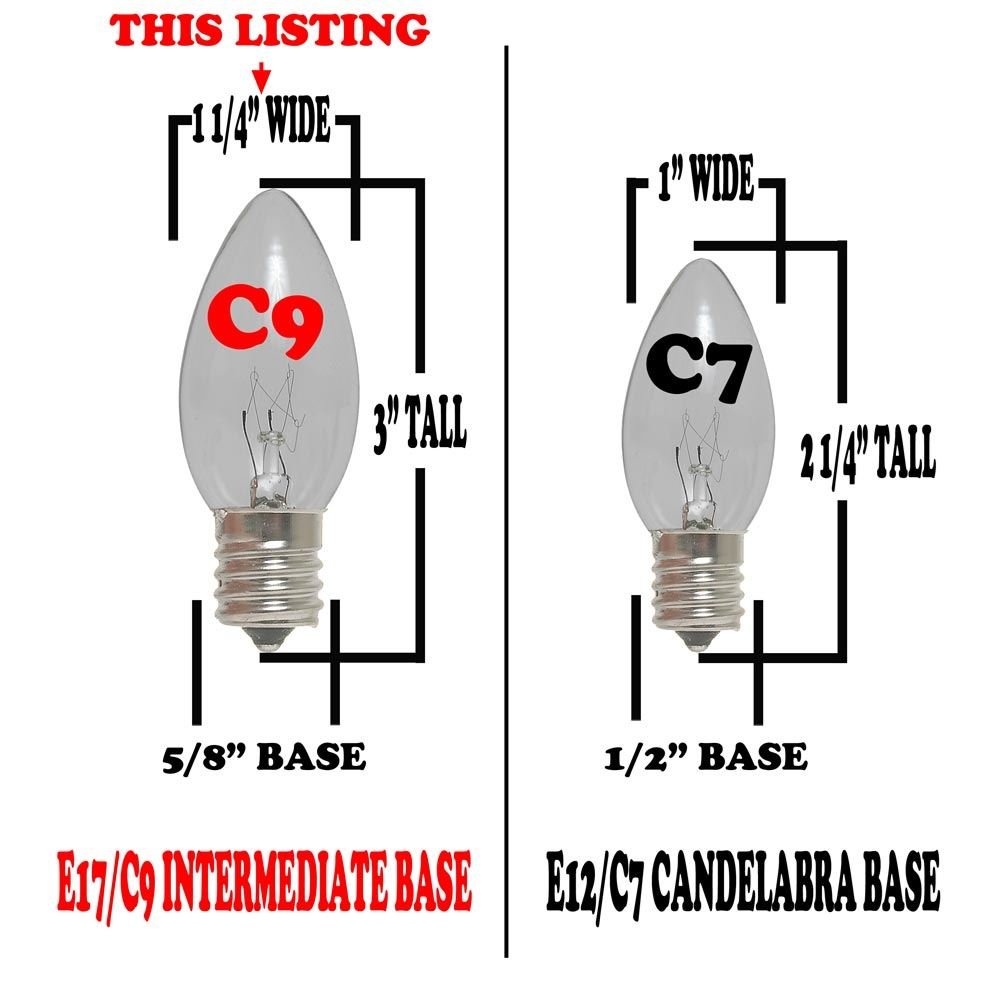 THIS LISTING
1 1/4” WIDE
C9
3” TALL
5/8” BASE
E17/C9 INTERMEDIATE BASE
1” WIDE
C7
2 1/4” TALL
1/2” BASE
E12/C7 CANDELABRA BASE